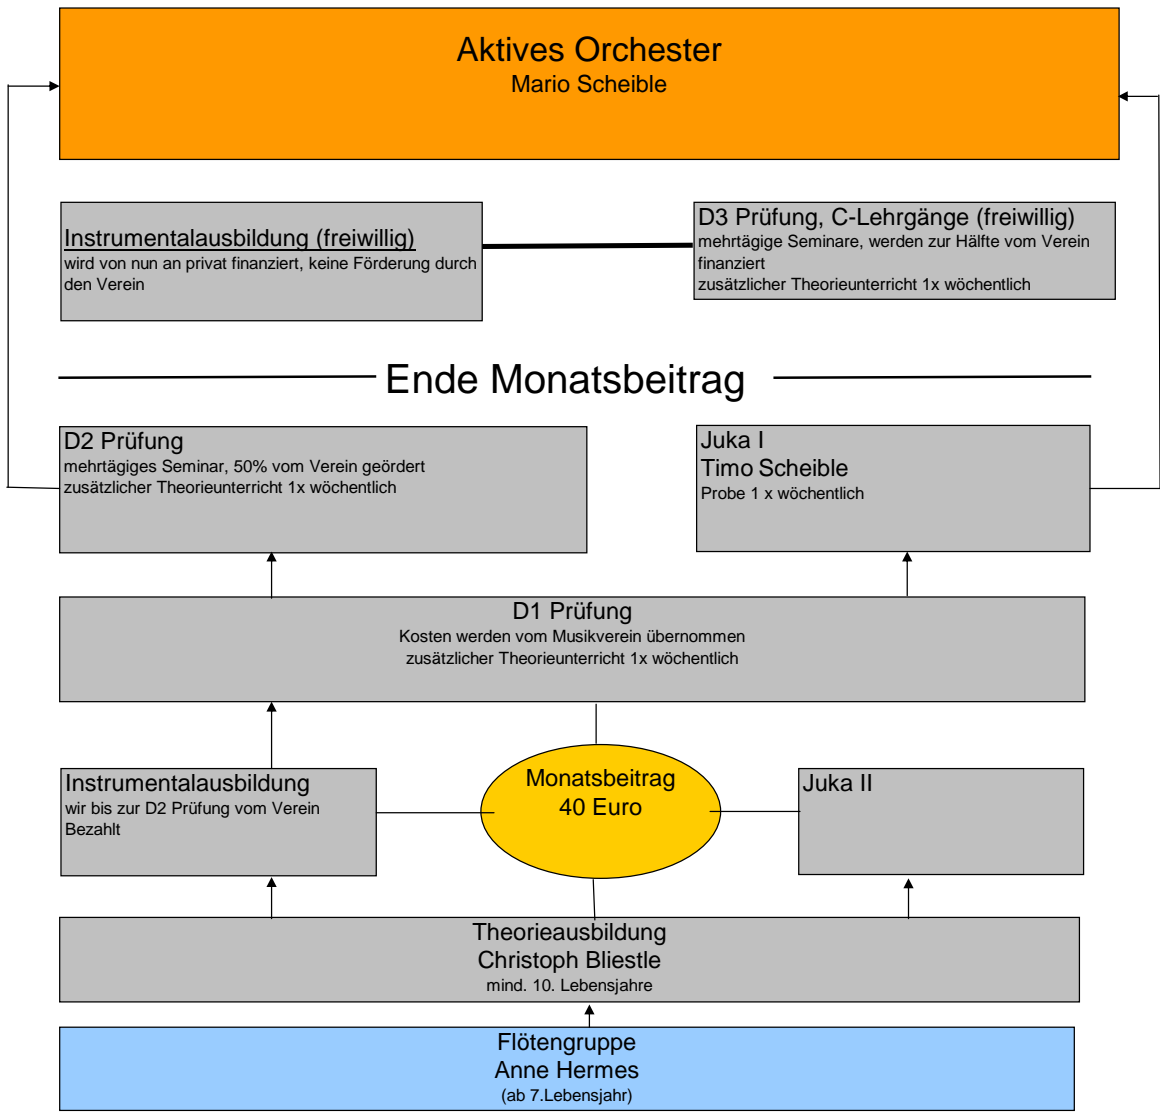 Aktives Orchester
Mario Scheible
Instrumentalausbildung (freiwillig)
wird von nun an privat finanziert, keine Förderung durch
den Verein
D3 Prüfung, C-Lehrgänge (freiwillig)
mehrtägige Seminare, werden zur Hälfte vom Verein
finanziert
zusätzlicher Theorieunterricht 1x wöchentlich
Ende Monatsbeitrag
D2 Prüfung
mehrtägiges Seminar, 50% vom Verein geördert
zusätzlicher Theorieunterricht 1x wöchentlich
Juka I
Timo Scheible
Probe 1 x wöchentlich
D1 Prüfung
Kosten werden vom Musikverein übernommen
zusätzlicher Theorieunterricht 1x wöchentlich
Instrumentalausbildung
wir bis zur D2 Prüfung vom Verein
Bezahlt
Monatsbeitrag
40 Euro
Juka II
Theorieausbildung
Christoph Bliestle
mind. 10. Lebensjahre
Flötengruppe
Anne Hermes
(ab 7.Lebensjahr)